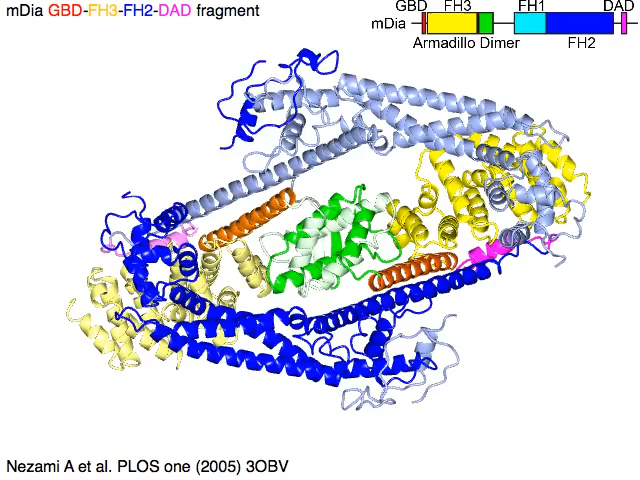 mDia GBD-FH3-FH2-DAD fragment
GBD FH3 FH1 DAD
mDia
Armadillo Dimer FH2
Nezami A et al. PLOS one (2005) 3OBV